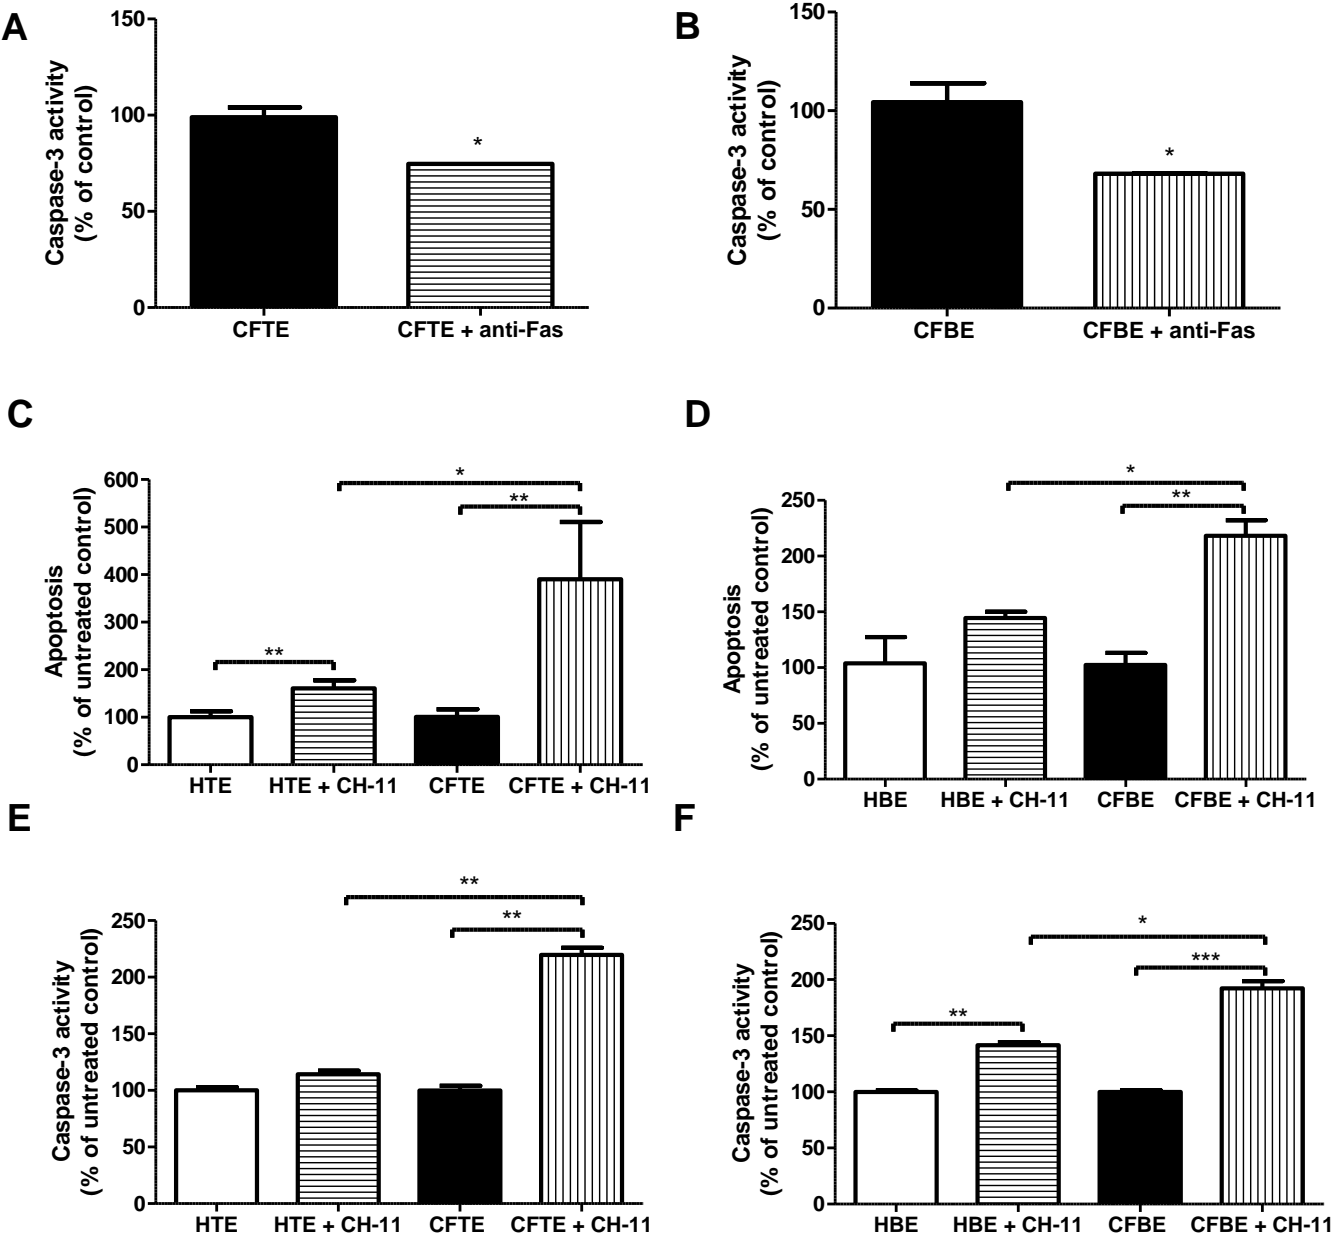 A
Caspase-3 activity
(% of control)
150
100
50
0
*
CFTE
CFTE + anti-Fas
B
Caspase-3 activity
(% of control)
150
100
50
0
*
CFBE
CFBE + anti-Fas
C
Apoptosis
(% of untreated control)
600
500
400
300
200
100
0
*
**
**
HTE
HTE + CH-11
CFTE
CFTE + CH-11
D
Apoptosis
(% of untreated control)
250
200
150
100
50
0
*
**
HBE
HBE + CH-11
CFBE
CFBE + CH-11
E
Caspase-3 activity
(% of untreated control)
250
200
150
100
50
0
**
**
HTE
HTE + CH-11
CFTE
CFTE + CH-11
F
Caspase-3 activity
(% of untreated control)
250
200
150
100
50
0
*
***
**
HBE
HBE + CH-11
CFBE
CFBE + CH-11